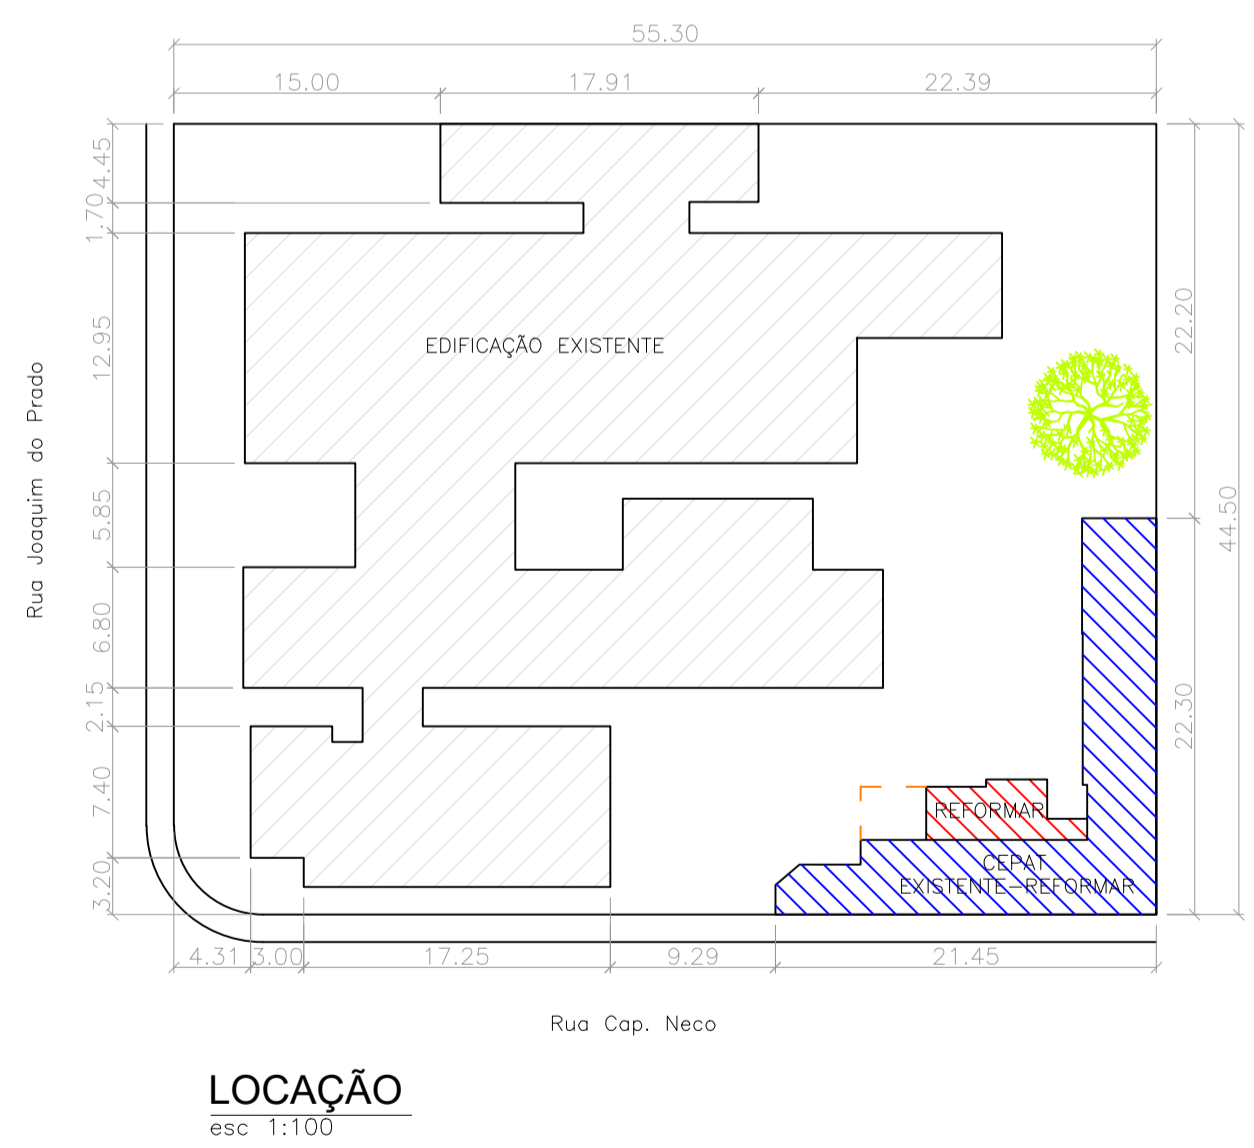 55.30
15.00
17.91
22.39
4.45
1.70
12.95
5.85
6.80
2.15
7.40
3.20
Rua Joaquim do Prado
EDIFICAÇÃO EXISTENTE
22.20
44.50
22.30
REFORMAR
CEPAT
EXISTENTE-REFORMAR
4.31
3.00
17.25
9.29
21.45
Rua Cap. Neco
LOCAÇÃO
esc 1:100